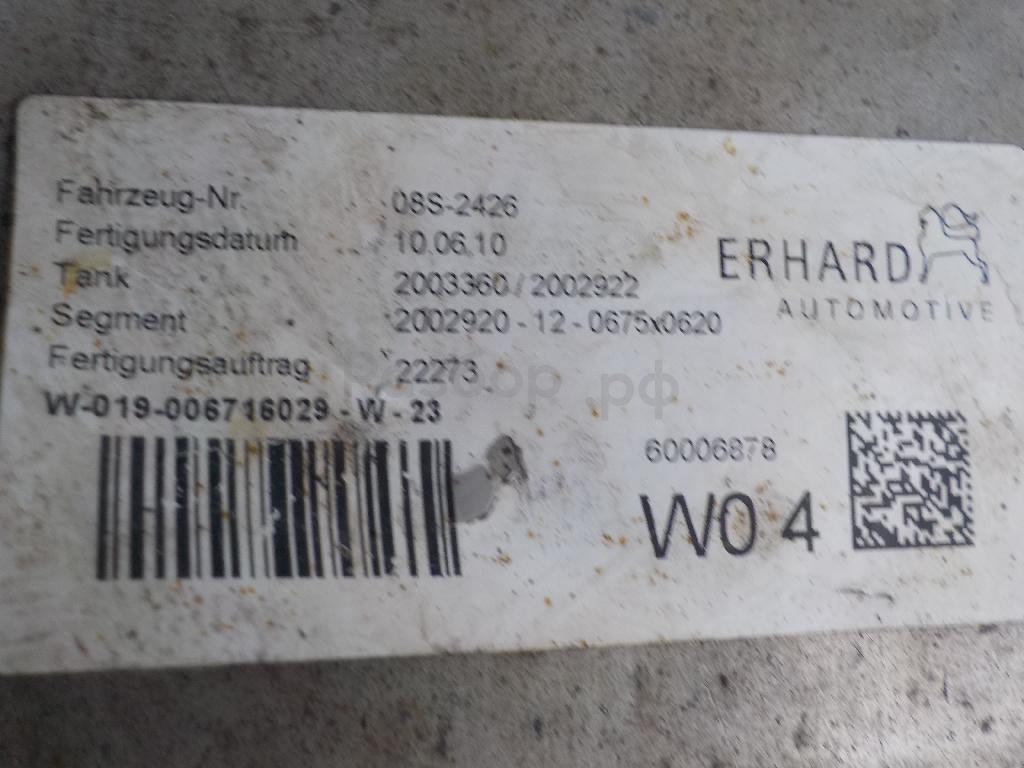 Fahrzeug-Nr. 08S-2426
Fertigungsdatum 10.06.10
Tank 2003360 / 2002922
Segment 2002920 - 12 - 0675x0620
Fertigungsauftrag 22273
W-019-006716029 - W - 23
ERHARD
AUTOMOTIVE
60006878
W0 4